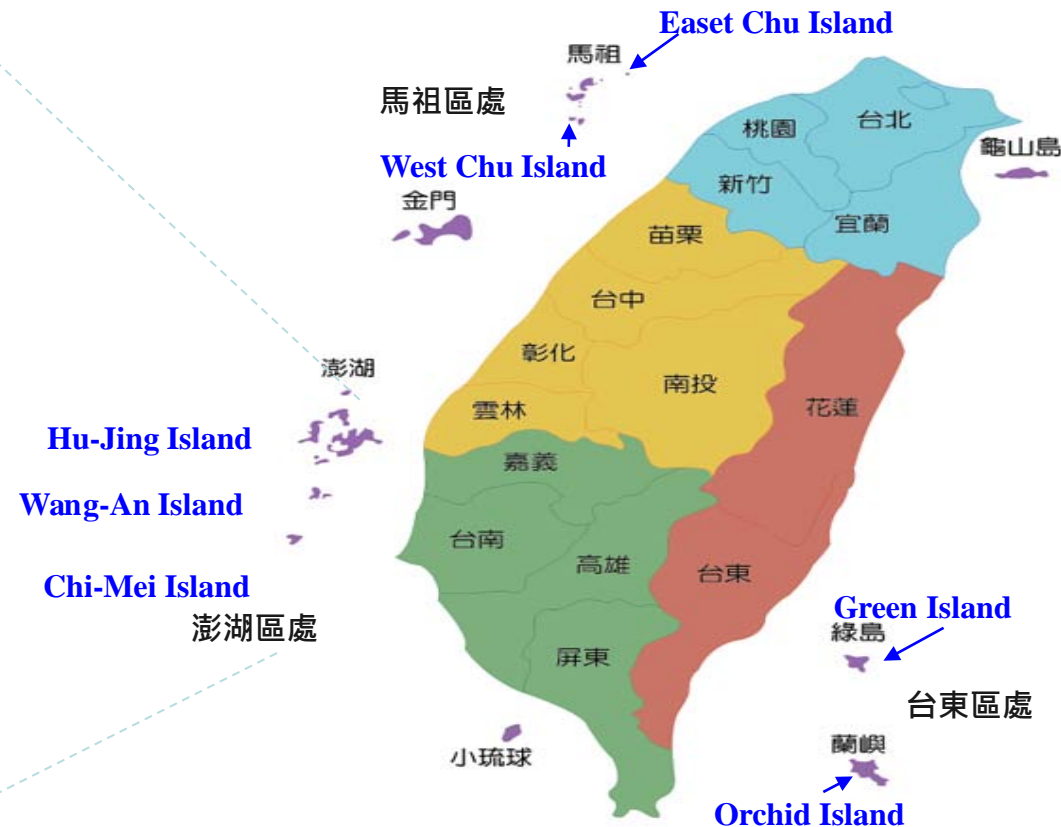 Easet Chu Island
馬祖
馬祖區處
West Chu Island
金門
桃園
台北
龜山島
新竹
宜蘭
苗栗
台中
彰化
南投
雲林
花蓮
澎湖
Hu-Jing Island
嘉義
Wang-An Island
台南
高雄
台東
Chi-Mei Island
澎湖區處
Green Island
綠島
屏東
台東區處
小琉球
蘭嶼
Orchid Island